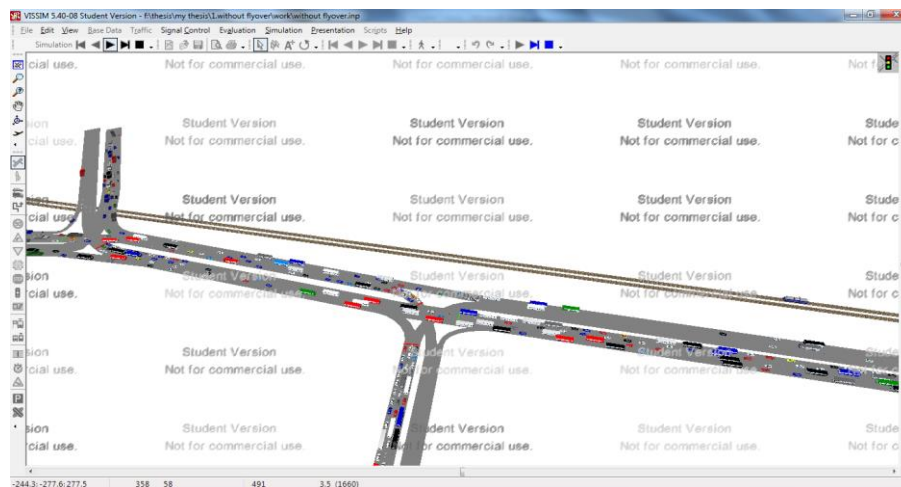 VISSIM 5.40-08 Student Version - f:\thesis\my thesis\1.without flyover\work\without flyover.inp
File Edit View Base Data Traffic Signal Control Evaluation Simulation Presentation Scripts Help
Simulation
cial use. Not for commercial use. Not for commercial use. Not for commercial use. Not f
sion Student Version Student Version Student Version Stude
cial use. Not for commercial use. Not for commercial use. Not for commercial use. Not for c
Student Version Student Version Student Version Stude
cial use Not for commercial use. Not for commercial use. Not for commercial use. Not for c
sion Student Version Student Version Student Version Stude
cial use. Not for commercial use. Not for commercial use. Not for commercial use. Not for c
sion Student Version Student Version Student Version Stude
cial use. Not for commercial use. Not for commercial use. Not for commercial use. Not for c
sion Student Version Student Version Student Version Stude
cial use. Not for commercial use. Not for commercial use. Not for commercial use. Not for c
-244.3:-277.6:277.5 358 58 491 3.5 (1660)